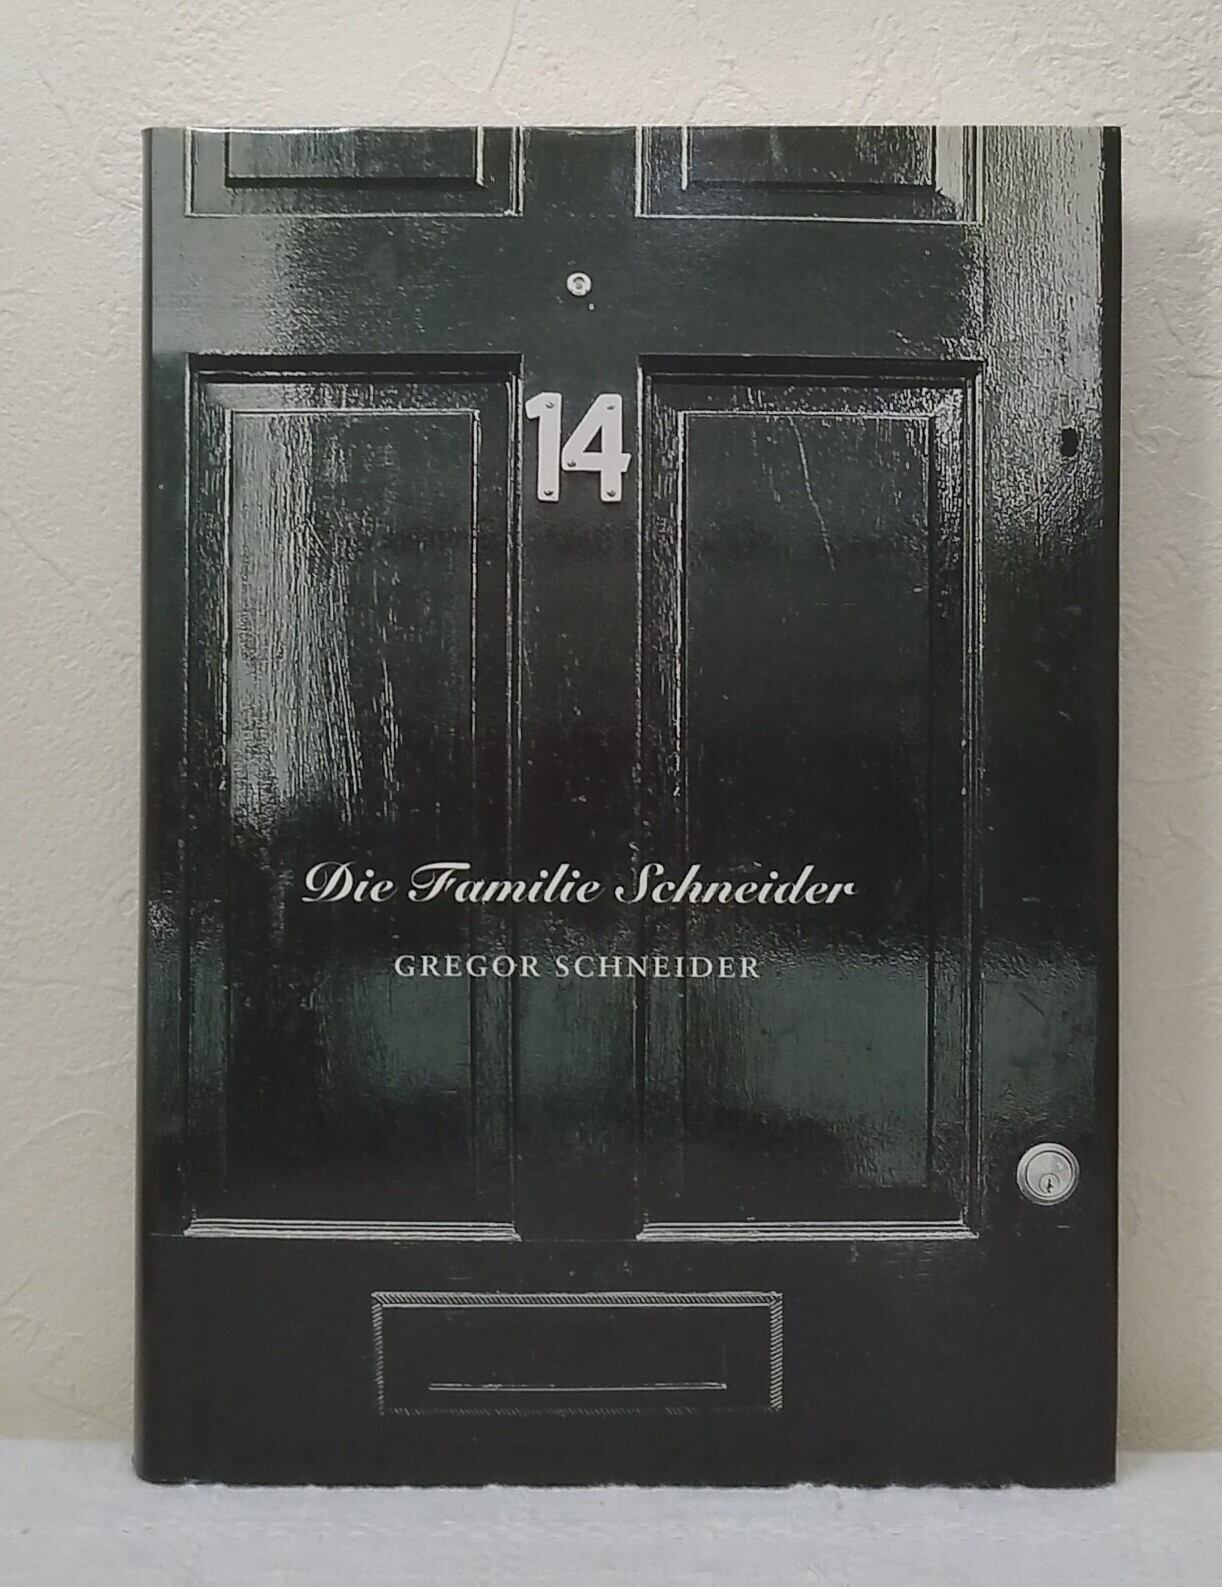 14
Die Familie Schneider
GREGOR SCHNEIDER